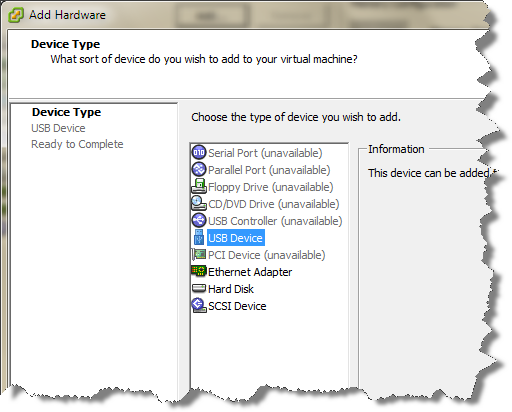 Add Hardware
Device Type
What sort of device do you wish to add to your virtual machine?
Device Type
USB Device
Ready to Complete
Choose the type of device you wish to add.
Serial Port (unavailable)
Parallel Port (unavailable)
Floppy Drive (unavailable)
CD/DVD Drive (unavailable)
USB Controller (unavailable)
USB Device
PCI Device (unavailable)
Ethernet Adapter
Hard Disk
SCSI Device
Information
This device can be added